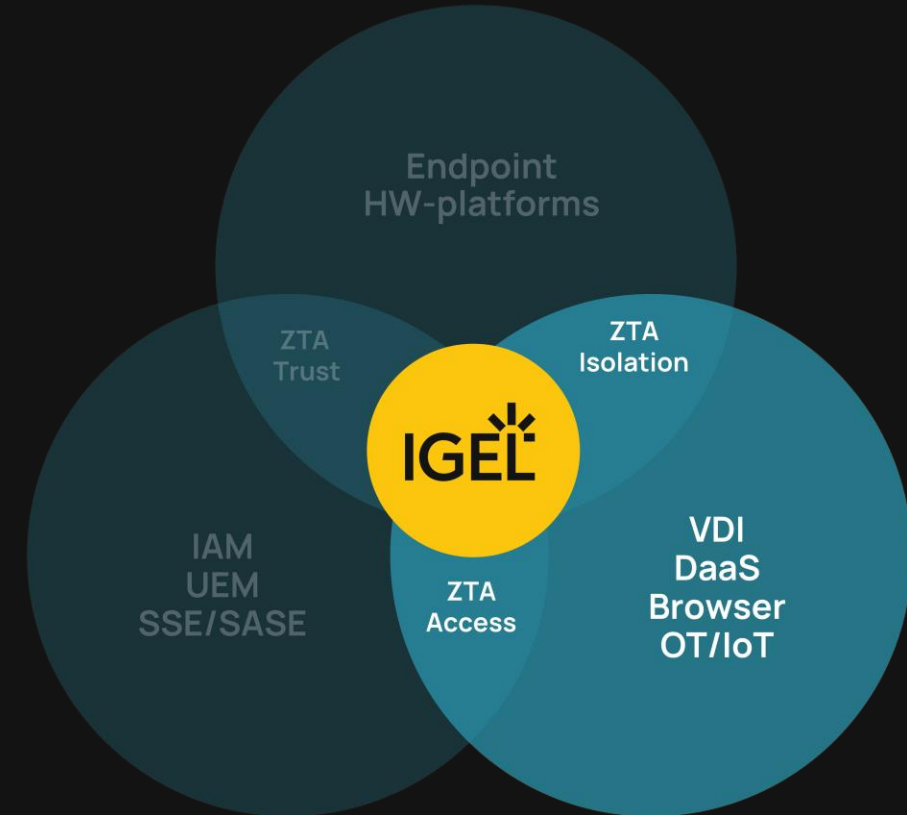 Endpoint
HW-platforms
ZTA
Trust
ZTA
Isolation
IGEL
IAM
UEM
SSE/SASE
ZTA
Access
VDI
DaaS
Browser
OT/IoT